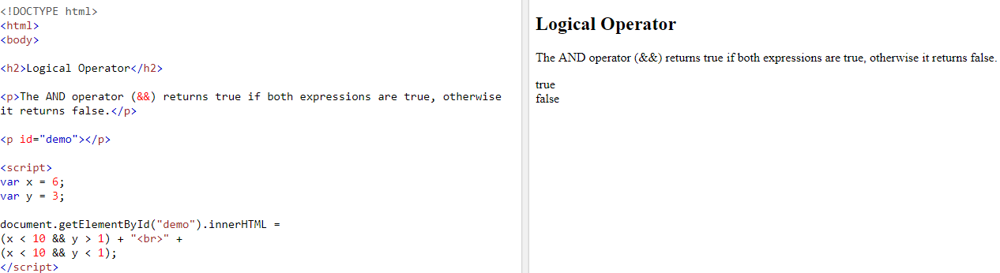 <!DOCTYPE html>
<html>
<body>
<h2>Logical Operator</h2>
<p>The AND operator (&&) returns true if both expressions are true, otherwise
it returns false.</p>
<p id="demo"></p>
<script>
var x = 6;
var y = 3;
document.getElementById("demo").innerHTML =
(x < 10 && y > 1) + "<br>" +
(x < 10 && y < 1);
</script>
Logical Operator
The AND operator (&&) returns true if both expressions are true, otherwise it returns false.
true
false